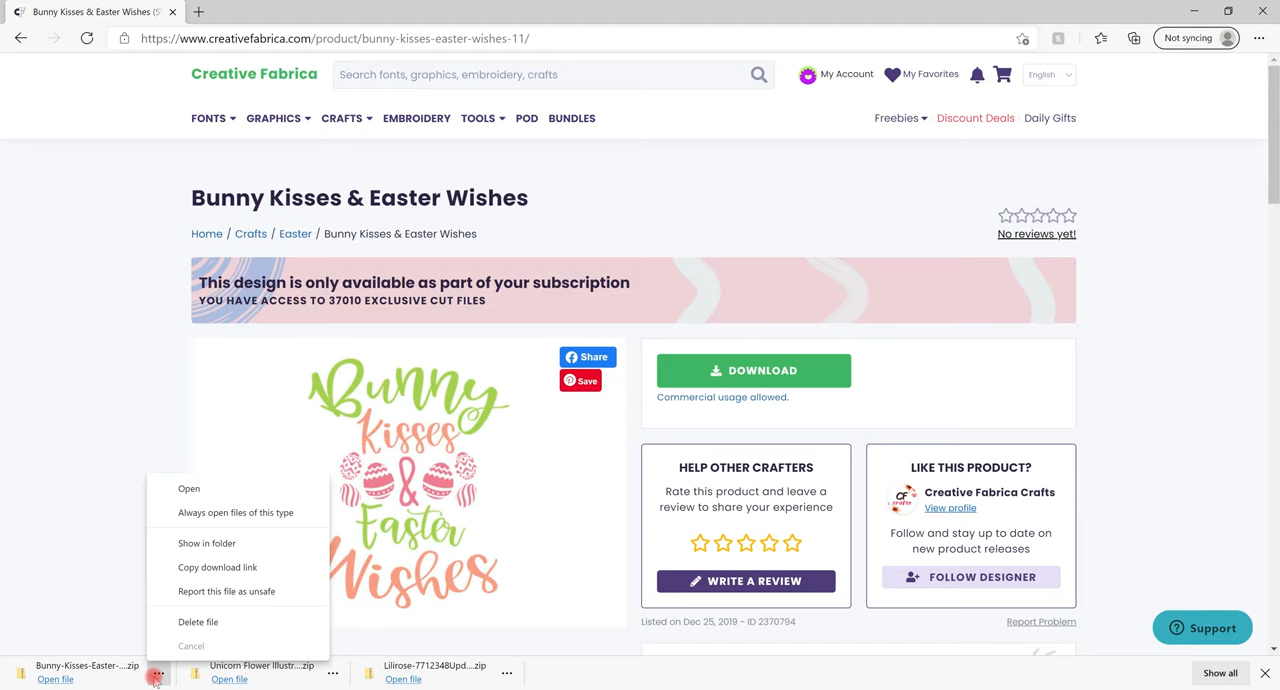 Bunny Kisses & Easter Wishes (S
https://www.creativefabrica.com/product/bunny-kisses-easter-wishes-11/
Not syncing
Creative Fabrica
Search fonts, graphics, embroidery, crafts
My Account
My Favorites
English
FONTS GRAPHICS CRAFTS EMBROIDERY TOOLS POD BUNDLES
Freebies Discount Deals Daily Gifts
Bunny Kisses & Easter Wishes
No reviews yet!
Home / Crafts / Easter / Bunny Kisses & Easter Wishes
This design is only available as part of your subscription
YOU HAVE ACCESS TO 37010 EXCLUSIVE CUT FILES
Share
Save
Bunny
Kisses
&
Easter
Wishes
DOWNLOAD
Commercial usage allowed.
HELP OTHER CRAFTERS
Rate this product and leave a
review to share your experience
WRITE A REVIEW
LIKE THIS PRODUCT?
CF
crafts
Creative Fabrica Crafts
View profile
Follow and stay up to date on
new product releases
FOLLOW DESIGNER
Listed on Dec 25, 2019 - ID 2370794
Report Problem
Support
Open
Always open files of this type
Show in folder
Copy download link
Report this file as unsafe
Delete file
Cancel
Bunny-Kisses-Easter-....zip
Open file
Unicorn Flower Illustr....zip
Open file
Lilirose-7712348Upd....zip
Open file
Show all